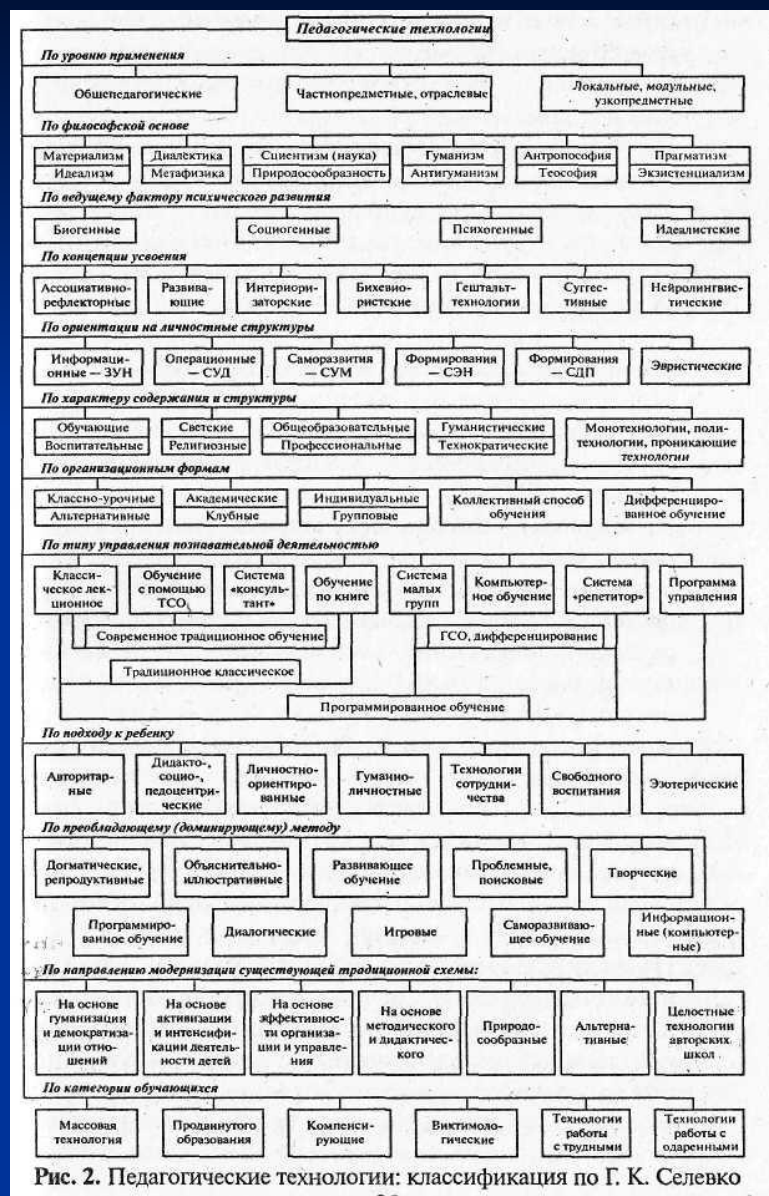 Педагогические технологии
По уровню применения
Общепедагогические
Частнопредметные, отраслевые
Локальные, модульные,
узкопредметные
По философской основе
Материализм
Идеализм
Диалектика
Метафизика
Сциентизм (наука)
Природосообразность
Гуманизм
Антигуманизм
Антропософия
Теософия
Прагматизм
Экзистенциализм
По ведущему фактору психического развития
Биогенные
Социогенные
Психогенные
Идеалистские
По концепции усвоения
Ассоциативно-
рефлекторные
Развива-
ющие
Интериори-
заторские
Бихевио-
ристские
Гештальт-
технологии
Суггес-
тивные
Нейролингвис-
тические
По ориентации на личностные структуры
Информаци-
онные — ЗУН
Операционные
— СУД
Саморазвития
— СУМ
Формирования
— СЭН
Формирования
— СДП
Эвристические
По характеру содержания и структуры
Обучающие
Воспитательные
Светские
Религиозные
Общеобразовательные
Профессиональные
Гуманистические
Технократические
Монотехнологии, поли-
технологии, проникающие
технологии
По организационным формам
Классно-урочные
Альтернативные
Академические
Клубные
Индивидуальные
Групповые
Коллективный способ
обучения
Дифференциро-
ванное обучение
По типу управления познавательной деятельностью
Класси-
ческое лек-
ционное
Обучение
с помощью
ТСО
Система
«консуль-
тант»
Обучение
по книге
Система
малых
групп
Компьютер-
ное обучение
Система
«репетитор»
Программа
управления
Современное традиционное обучение
ГСО, дифференцирование
Традиционное классическое
Программированное обучение
По подходу к ребенку
Авторитар-
ные
Дидакто-,
социо-,
педоцентри-
ческие
Личностно-
ориентиро-
ванные
Гуманно-
личностные
Технологии
сотрудни-
чества
Свободного
воспитания
Эзотерические
По преобладающему (доминирующему) методу
Догматические,
репродуктивные
Объяснительно-
иллюстративные
Развивающее
обучение
Проблемные,
поисковые
Творческие
Программиро-
ванное обучение
Диалогические
Игровые
Саморазвиваю-
щее обучение
Информацион-
ные (компьютер-
ные)
По направлению модернизации существующей традиционной схемы:
На основе
гуманизации
и демократиза-
ции отно-
шений
На основе
активизации
и интенсифи-
кации деятель-
ности детей
На основе
эффективнос-
ти организа-
ции и управле-
ния
На основе
методического
и дидактичес-
кого
Природо-
сообразные
Альтерна-
тивные
Целостные
технологии
авторских
школ
По категории обучающихся
Массовая
технология
Продвинутого
образования
Компенси-
рующие
Виктимоло-
гические
Технологии
работы
с трудными
Технологии
работы с
одаренными
Рис. 2. Педагогические технологии: классификация по Г. К. Селевко